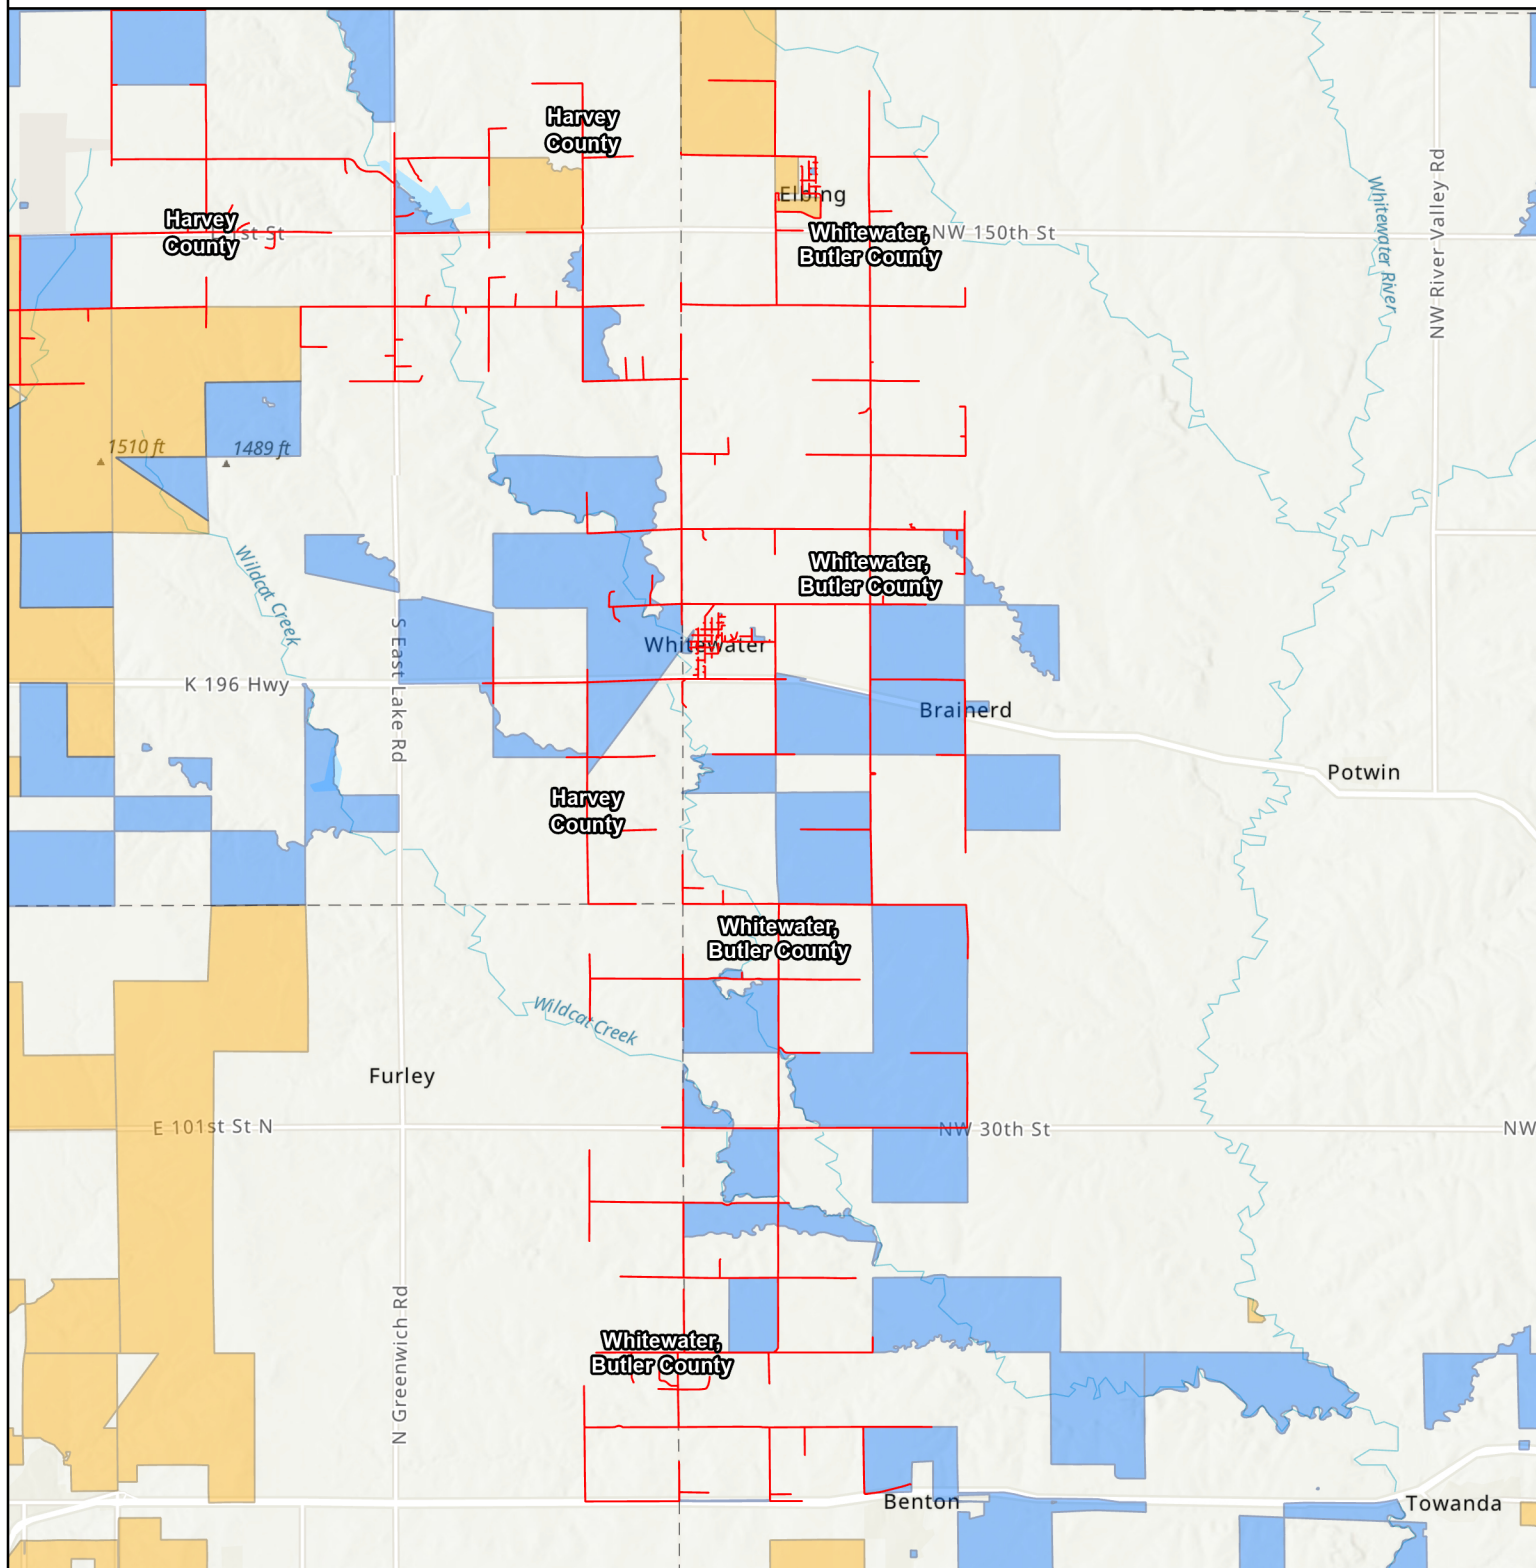 Harvey
County
Elbing
Harvey
County
1st St
Whitewater,
Butler County
NW 150th St
Whitewater River
NW River Valley Rd
1510 ft
1489 ft
Wildcat Creek
Whitewater,
Butler County
S East Lake Rd
Whitewater
K 196 Hwy
Brainerd
Potwin
Harvey
County
Whitewater,
Butler County
Wildcat Creek
Furley
E 101st St N
NW 30th St
NW
N Greenwich Rd
Whitewater,
Butler County
Benton
Towanda